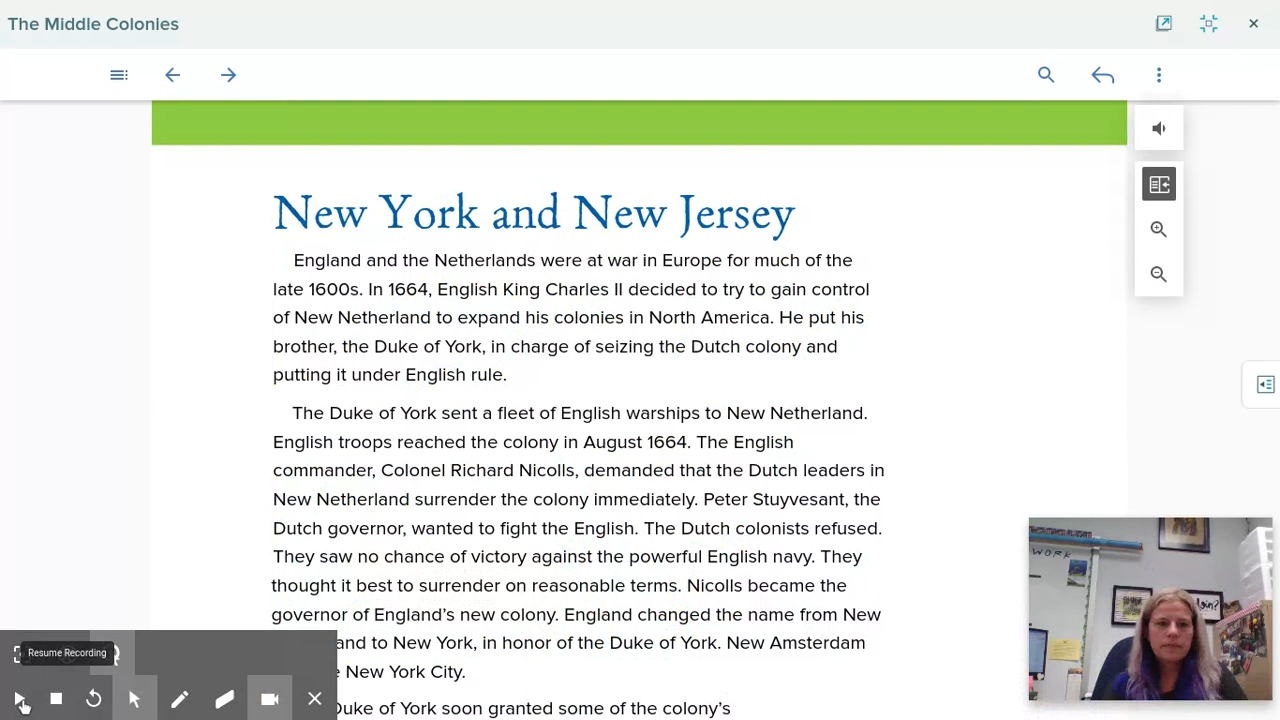 The Middle Colonies
New York and New Jersey
England and the Netherlands were at war in Europe for much of the
late 1600s. In 1664, English King Charles II decided to try to gain control
of New Netherland to expand his colonies in North America. He put his
brother, the Duke of York, in charge of seizing the Dutch colony and
putting it under English rule.
The Duke of York sent a fleet of English warships to New Netherland.
English troops reached the colony in August 1664. The English
commander, Colonel Richard Nicolls, demanded that the Dutch leaders in
New Netherland surrender the colony immediately. Peter Stuyvesant, the
Dutch governor, wanted to fight the English. The Dutch colonists refused.
They saw no chance of victory against the powerful English navy. They
thought it best to surrender on reasonable terms. Nicolls became the
governor of England's new colony. England changed the name from New
and to New York, in honor of the Duke of York. New Amsterdam
New York City.
Duke of York soon granted some of the colony's
Resume Recording
WORK